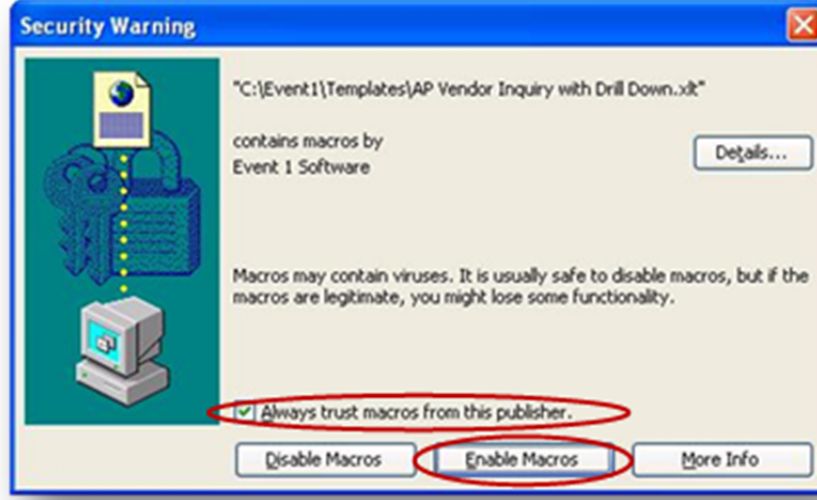 Security Warning
"C:\Event1\Templates\AP Vendor Inquiry with Drill Down.xlt"
contains macros by
Event 1 Software
Details...
Macros may contain viruses. It is usually safe to disable macros, but if the
macros are legitimate, you might lose some functionality.
Always trust macros from this publisher.
Disable Macros
Enable Macros
More Info